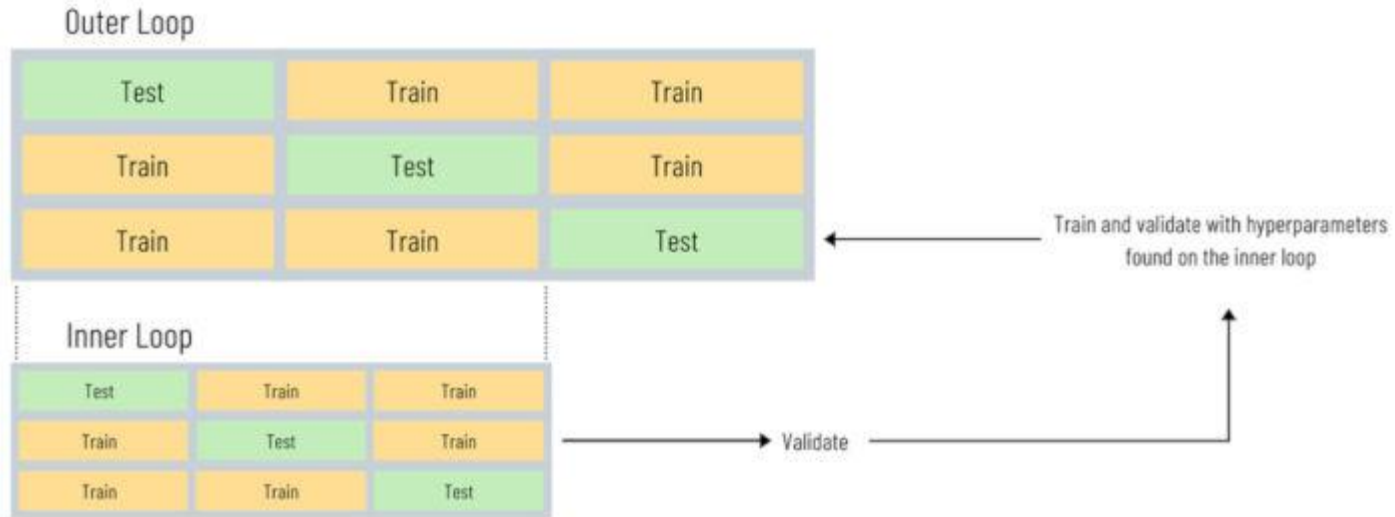 Outer Loop
Test Train Train
Train Test Train
Train Train Test
Train and validate with hyperparameters
found on the inner loop
Inner Loop
Test Train Train
Train Test Train
Train Train Test
Validate